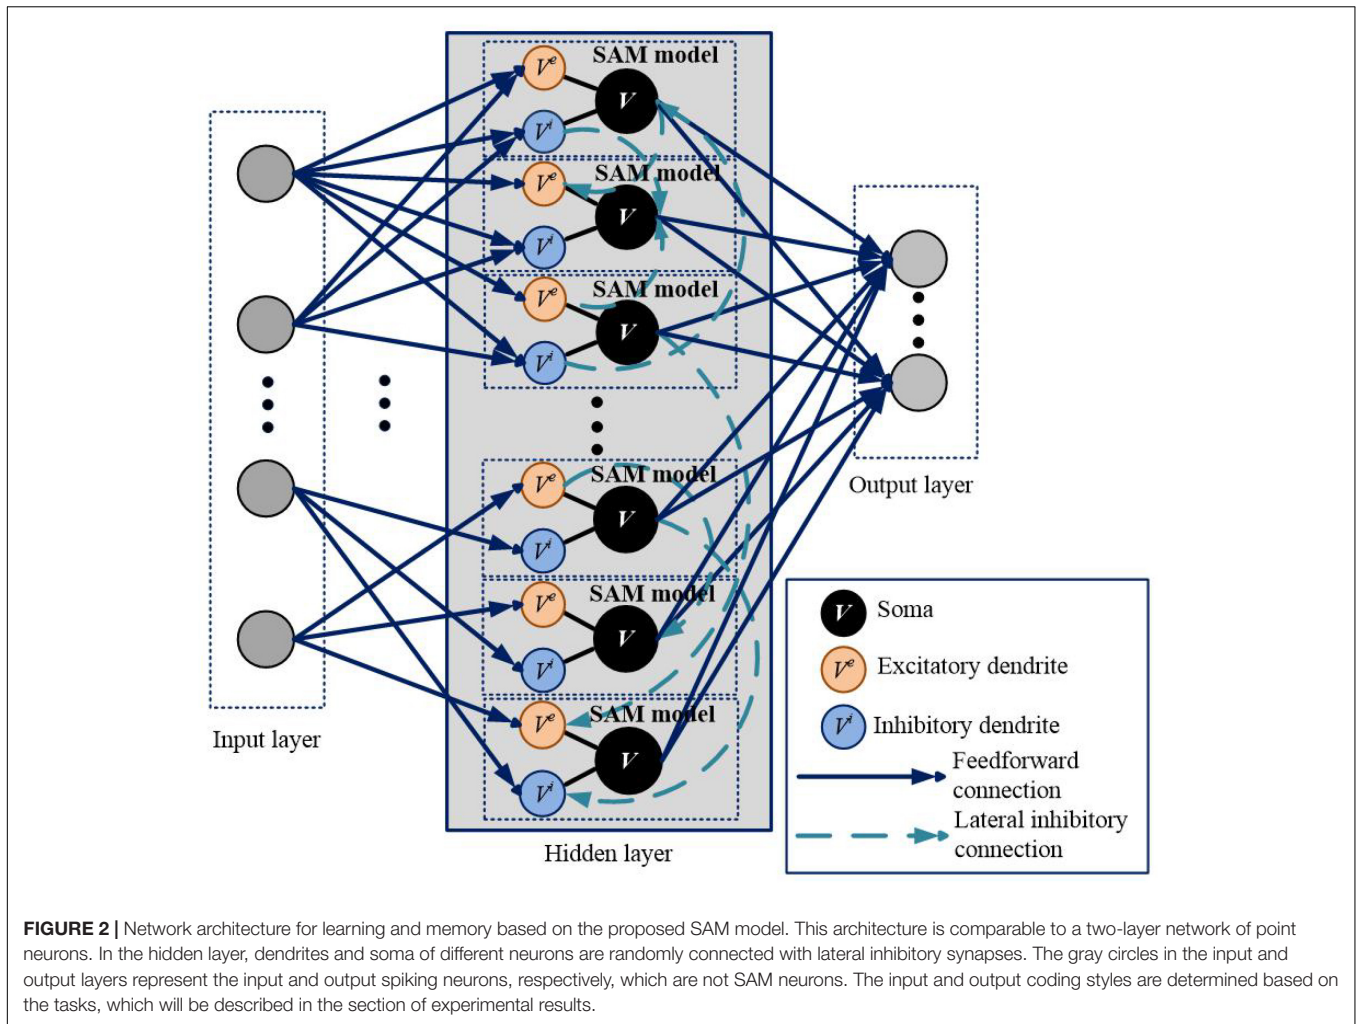 SAM model
V^e
V
V^i
SAM model
V^e
V
V^i
SAM model
V^e
V
V^i
SAM model
V^e
V
V^i
SAM model
V^e
V
V^i
SAM model
V^e
V
V^i
Input layer
Hidden layer
Output layer
V Soma
V^e Excitatory dendrite
V^i Inhibitory dendrite
Feedforward
connection
Lateral inhibitory
connection
FIGURE 2 | Network architecture for learning and memory based on the proposed SAM model. This architecture is comparable to a two-layer network of point
neurons. In the hidden layer, dendrites and soma of different neurons are randomly connected with lateral inhibitory synapses. The gray circles in the input and
output layers represent the input and output spiking neurons, respectively, which are not SAM neurons. The input and output coding styles are determined based on
the tasks, which will be described in the section of experimental results.